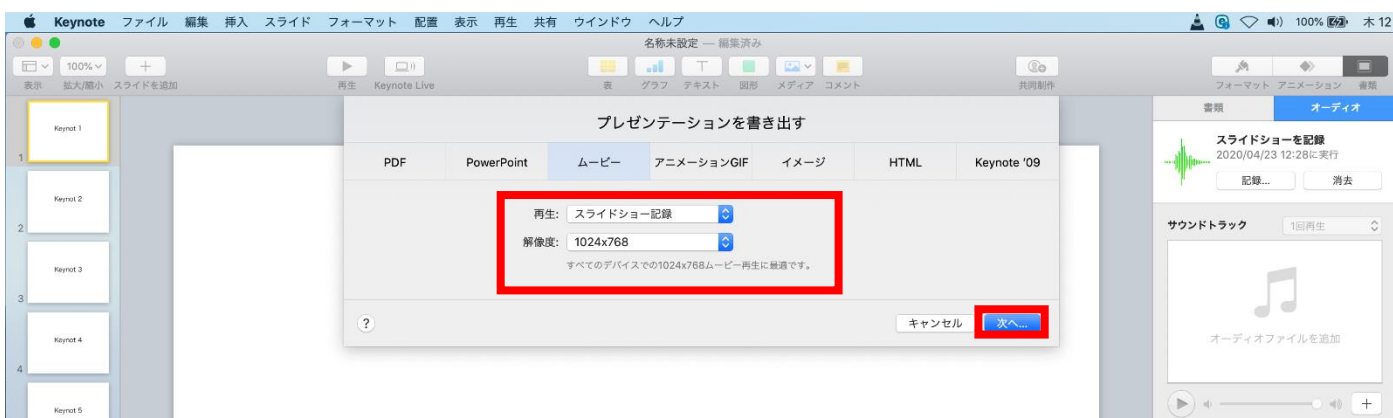 Keynote ファイル 編集 挿入 スライド フォーマット 配置 表示 再生 共有 ウインドウ ヘルプ 100% 木12
名称未設定 — 編集済み
100%
表示 拡大/縮小 スライドを追加 再生 Keynote Live 表 グラフ テキスト 図形 メディア コメント 共同制作 フォーマット アニメーション 書類
書類 オーディオ
プレゼンテーションを書き出す
PDF PowerPoint ムービー アニメーションGIF イメージ HTML Keynote '09
再生: スライドショー記録
解像度: 1024x768
すべてのデバイスでの1024x768ムービー再生に最適です。
? キャンセル 次へ...
Keynot 1
1
Keynot 2
2
Keynot 3
3
Keynot 4
4
Keynot 5
スライドショーを記録
2020/04/23 12:28に実行
記録... 消去
サウンドトラック 1回再生
オーディオファイルを追加